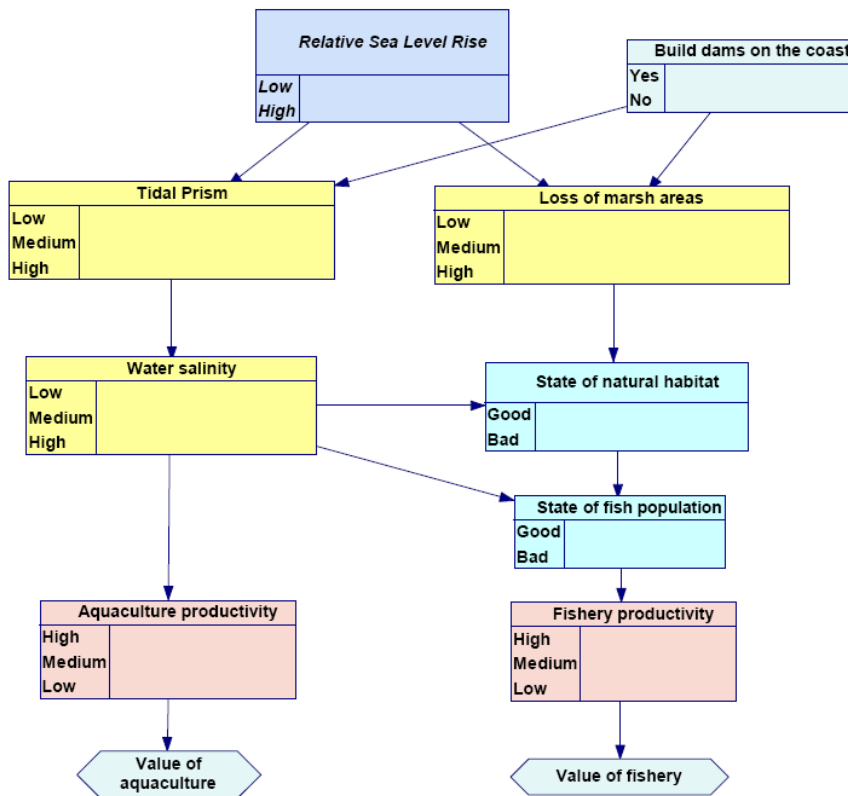 Relative Sea Level Rise
Low
High
Build dams on the coast
Yes
No
Tidal Prism
Low
Medium
High
Loss of marsh areas
Low
Medium
High
Water salinity
Low
Medium
High
State of natural habitat
Good
Bad
State of fish population
Good
Bad
Aquaculture productivity
High
Medium
Low
Fishery productivity
High
Medium
Low
Value of
aquaculture
Value of fishery